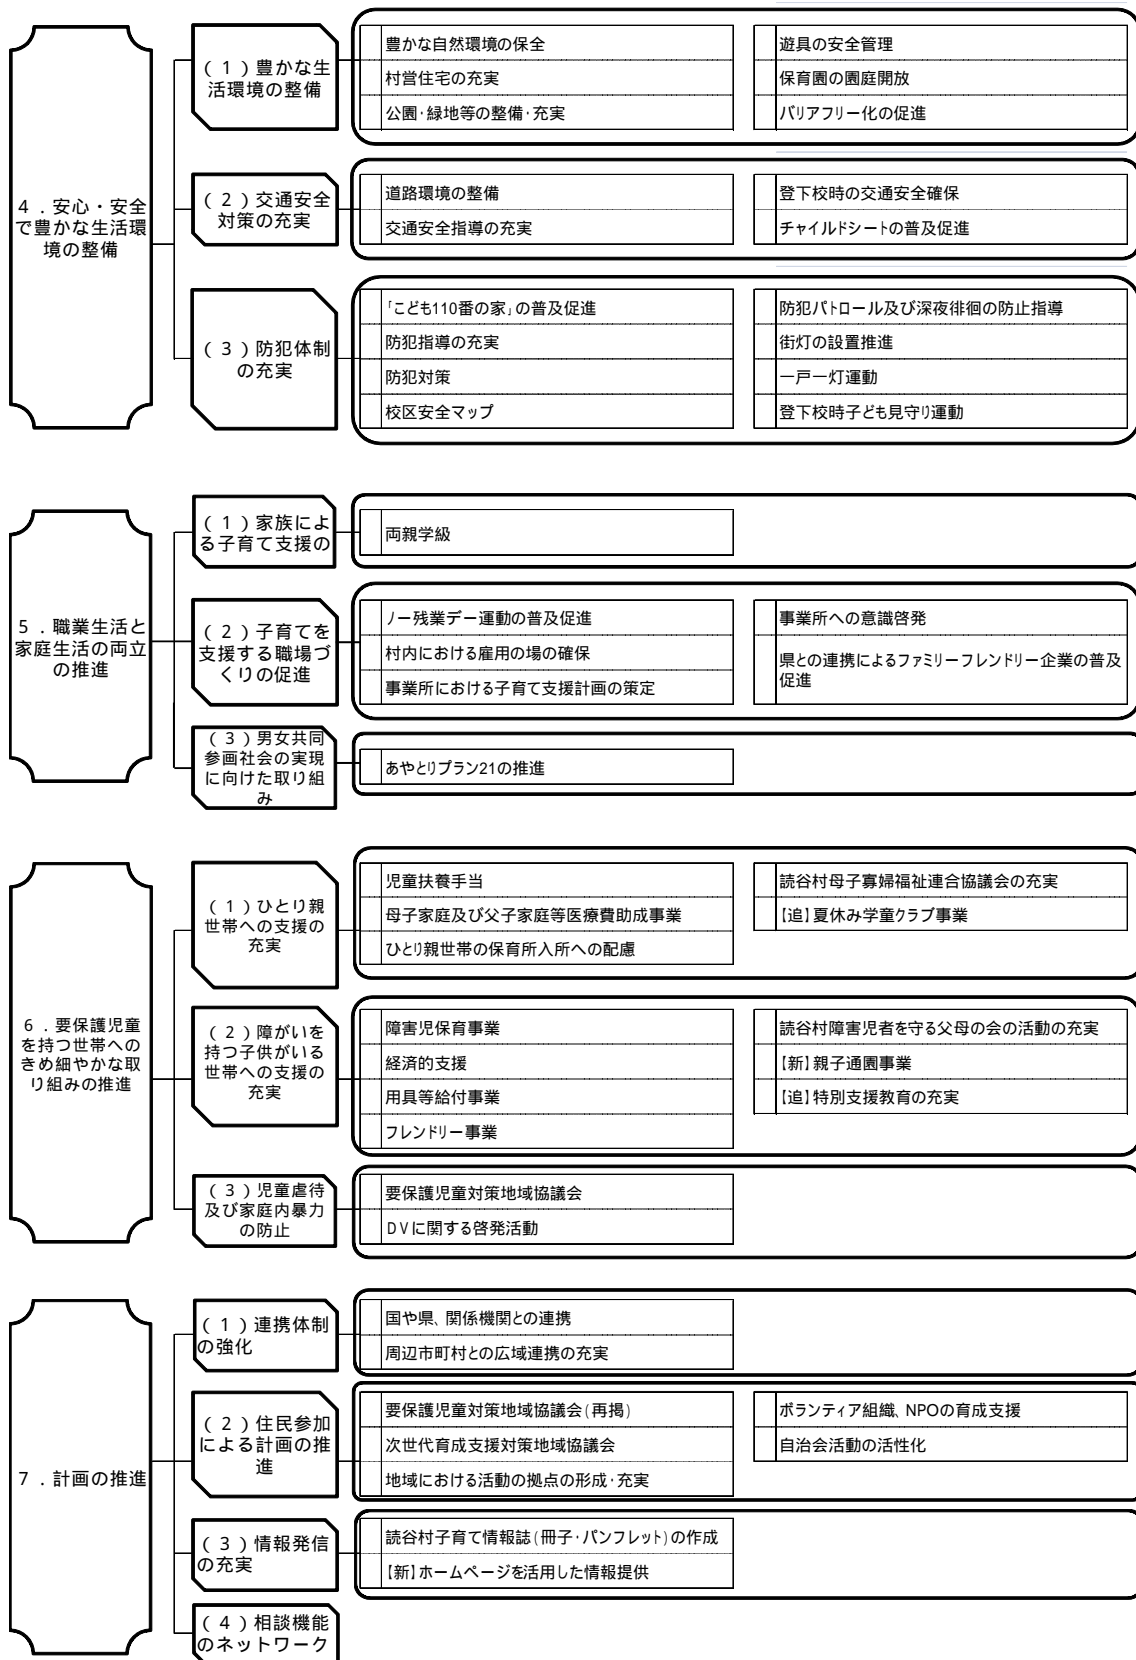 4．安心・安全
で豊かな生活環
境の整備
(1)豊かな生
活環境の整備
豊かな自然環境の保全
村営住宅の充実
公園・緑地等の整備・充実
遊具の安全管理
保育園の園庭開放
バリアフリー化の促進
(2)交通安全
対策の充実
道路環境の整備
交通安全指導の充実
登下校時の交通安全確保
チャイルドシートの普及促進
(3)防犯体制
の充実
「こども110番の家」の普及促進
防犯指導の充実
防犯対策
校区安全マップ
防犯パトロール及び深夜徘徊の防止指導
街灯の設置推進
一戸一灯運動
登下校時子ども見守り運動
5．職業生活と
家庭生活の両立
の推進
(1)家族によ
る子育て支援の
両親学級
(2)子育てを
支援する職場づ
くりの促進
ノー残業デー運動の普及促進
村内における雇用の場の確保
事業所における子育て支援計画の策定
事業所への意識啓発
県との連携によるファミリーフレンドリー企業の普及
促進
(3)男女共同
参画社会の実現
に向けた取り組
み
あやとりプラン21の推進
6．要保護児童
を持つ世帯への
きめ細やかな取
り組みの推進
(1)ひとり親
世帯への支援の
充実
児童扶養手当
母子家庭及び父子家庭等医療費助成事業
ひとり親世帯の保育所入所への配慮
読谷村母子寡婦福祉連合協議会の充実
【追】夏休み学童クラブ事業
(2)障がいを
持つ子供がいる
世帯への支援の
充実
障害児保育事業
経済的支援
用具等給付事業
フレンドリー事業
読谷村障害児者を守る父母の会の活動の充実
【新】親子通園事業
【追】特別支援教育の充実
(3)児童虐待
及び家庭内暴力
の防止
要保護児童対策地域協議会
DVに関する啓発活動
7．計画の推進
(1)連携体制
の強化
国や県、関係機関との連携
周辺市町村との広域連携の充実
(2)住民参加
による計画の推
進
要保護児童対策地域協議会(再掲)
次世代育成支援対策地域協議会
地域における活動の拠点の形成・充実
ボランティア組織、NPOの育成支援
自治会活動の活性化
(3)情報発信
の充実
読谷村子育て情報誌(冊子・パンフレット)の作成
【新】ホームページを活用した情報提供
(4)相談機能
のネットワーク